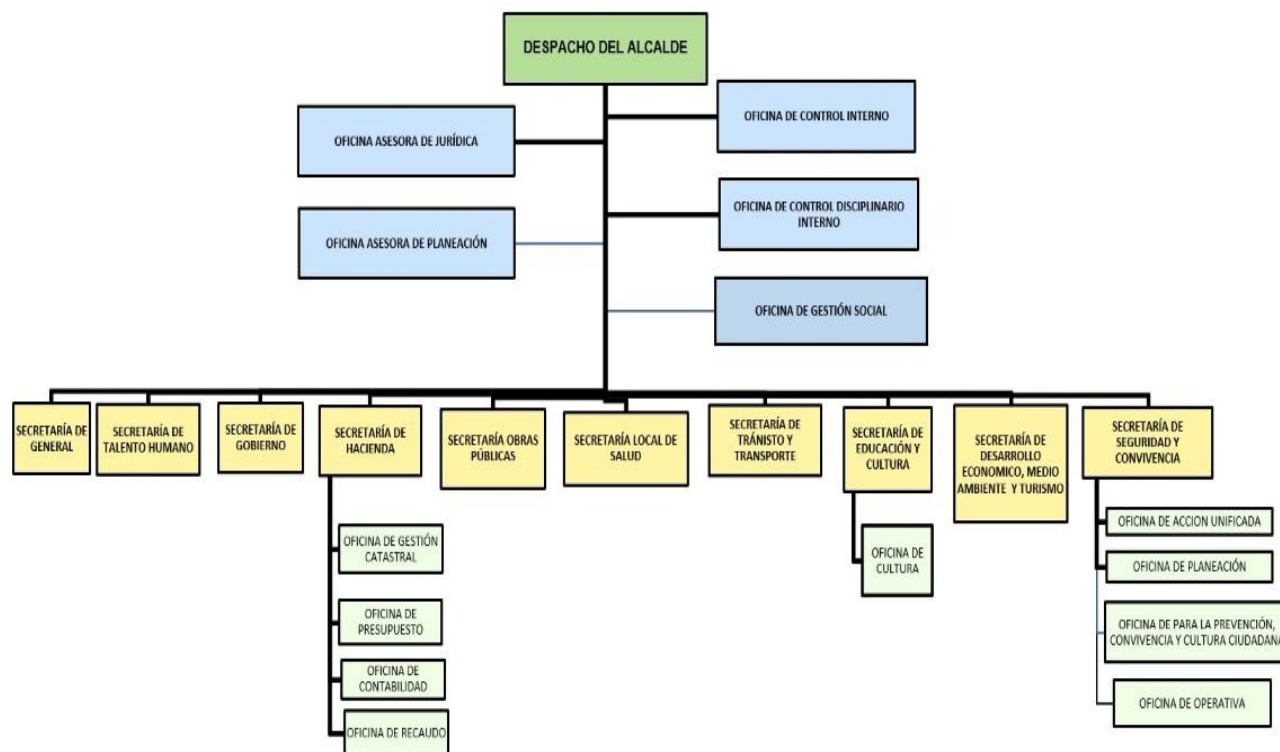 DESPACHO DEL ALCALDE
OFICINA ASESORA DE JURÍDICA
OFICINA DE CONTROL INTERNO
OFICINA ASESORA DE PLANEACIÓN
OFICINA DE CONTROL DISCIPLINARIO
INTERNO
OFICINA DE GESTIÓN SOCIAL
SECRETARÍA DE
GENERAL
SECRETARÍA DE
TALENTO HUMANO
SECRETARÍA DE
GOBIERNO
SECRETARÍA DE
HACIENDA
SECRETARÍA OBRAS
PÚBLICAS
SECRETARÍA LOCAL DE
SALUD
SECRETARÍA DE
TRÁNISTO Y
TRANSPORTE
SECRETARÍA DE
EDUCACIÓN Y
CULTURA
SECRETARÍA DE
DESARROLLO
ECONOMICO, MEDIO
AMBIENTE Y TURISMO
SECRETARÍA DE
SEGURIDAD Y
CONVIVENCIA
OFICINA DE GESTIÓN
CATASTRAL
OFICINA DE
PRESUPUESTO
OFICINA DE
CONTABILIDAD
OFICINA DE RECAUDO
OFICINA DE
CULTURA
OFICINA DE ACCION UNIFICADA
OFICINA DE PLANEACIÓN
OFICINA DE PARA LA PREVENCIÓN,
CONVIVENCIA Y CULTURA CIUDADANA
OFICINA DE OPERATIVA